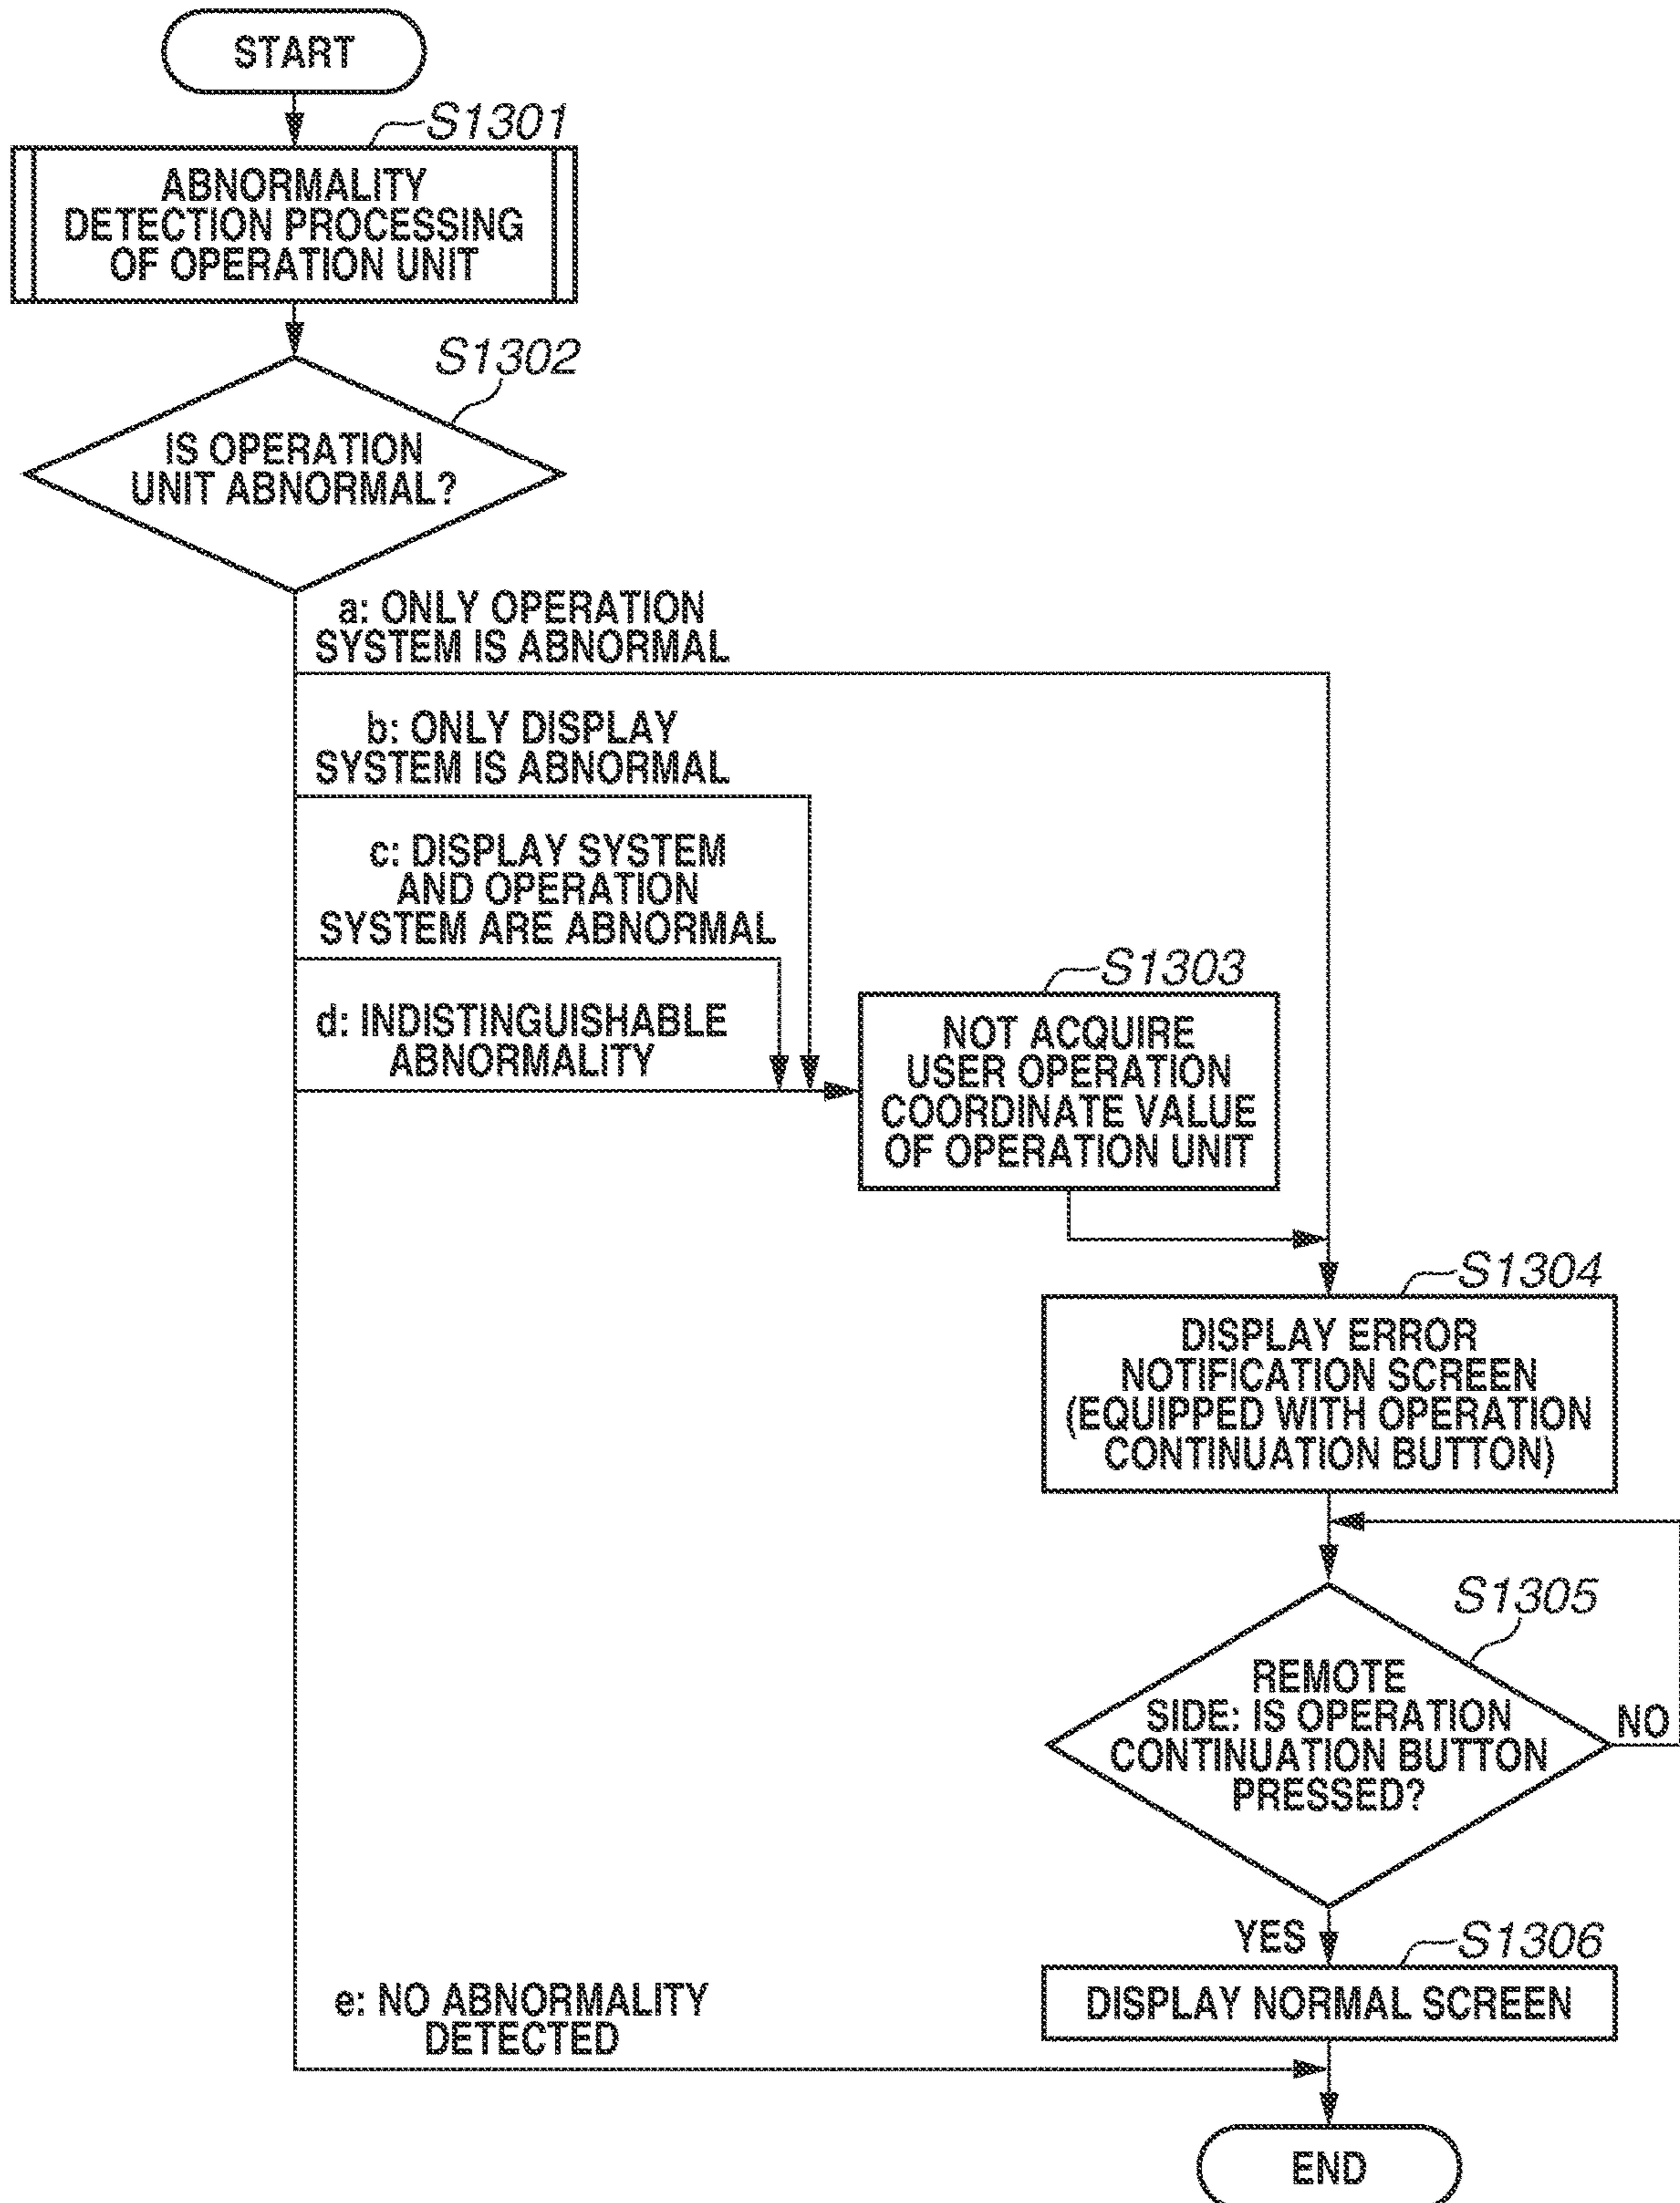 START
S1301
ABNORMALITY
DETECTION PROCESSING
OF OPERATION UNIT
S1302
IS OPERATION
UNIT ABNORMAL?
a: ONLY OPERATION
SYSTEM IS ABNORMAL
b: ONLY DISPLAY
SYSTEM IS ABNORMAL
c: DISPLAY SYSTEM
AND OPERATION
SYSTEM ARE ABNORMAL
d: INDISTINGUISHABLE
ABNORMALITY
S1303
NOT ACQUIRE
USER OPERATION
COORDINATE VALUE
OF OPERATION UNIT
S1304
DISPLAY ERROR
NOTIFICATION SCREEN
(EQUIPPED WITH OPERATION
CONTINUATION BUTTON)
S1305
REMOTE
SIDE: IS OPERATION
CONTINUATION BUTTON
PRESSED?
NO
YES
S1306
DISPLAY NORMAL SCREEN
e: NO ABNORMALITY
DETECTED
END